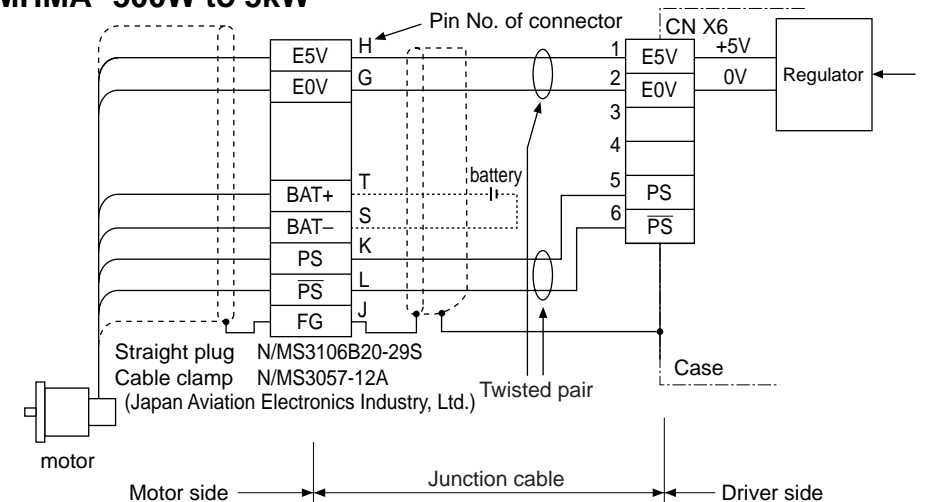 MHMA 500W to 5kW
Pin No. of connector
CN X6
E5V H
1 E5V +5V
Regulator
E0V G
2 E0V 0V
3
4
battery
BAT+ T
5 PS
BAT– S
6 PS
PS K
PS L
FG J
Straight plug N/MS3106B20-29S
Cable clamp N/MS3057-12A
(Japan Aviation Electronics Industry, Ltd.)
Twisted pair
Case
motor
Motor side
Junction cable
Driver side